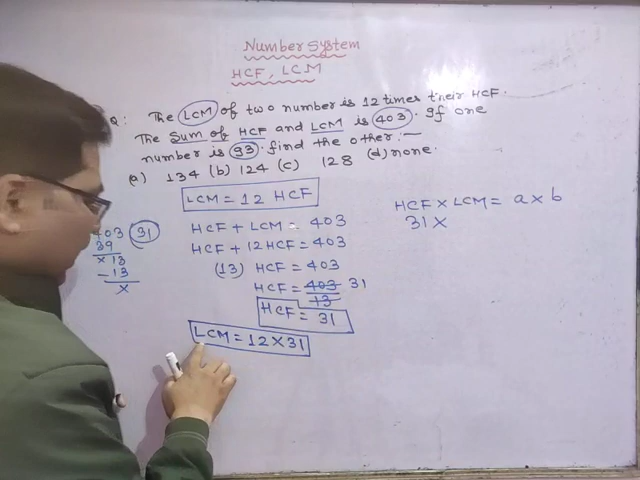 Number System
HCF, LCM
Q: The LCM of two number is 12 times their HCF.
The Sum of HCF and LCM is 403. If one
number is 93. find the other:-
(a) 134 (b) 124 (c) 128 (d) none.
LCM = 12 HCF
HCF + LCM = 403
HCF + 12 HCF = 403
(13) HCF = 403
HCF = 403 31
13
HCF = 31
LCM = 12 X 31
403 31
39
x 13
-13
x
HCF X LCM = a x b
31 X